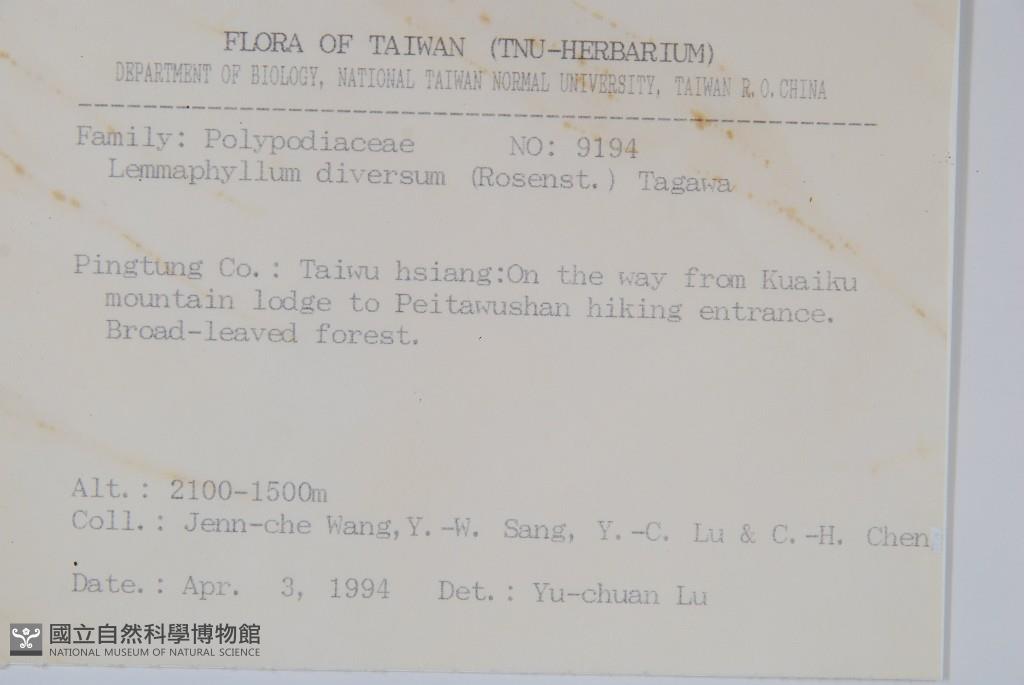 FLORA OF TAIWAN (TNU-HERBARIUM)
DEPARTMENT OF BIOLOGY, NATIONAL TAIWAN NORMAL UNIVERSITY, TAIWAN R.O.CHINA
Family: Polypodiaceae NO: 9194
Lemmaphyllum diversum (Rosenst.) Tagawa
Pingtung Co.: Taiwu hsiang:On the way from Kuaiku
mountain lodge to Peitawushan hiking entrance.
Broad-leaved forest.
Alt.: 2100-1500m
Coll.: Jenn-che Wang,Y.-W. Sang, Y.-C. Lu & C.-H. Chen
Date.: Apr. 3, 1994 Det.: Yu-chuan Lu
國立自然科學博物館
NATIONAL MUSEUM OF NATURAL SCIENCE